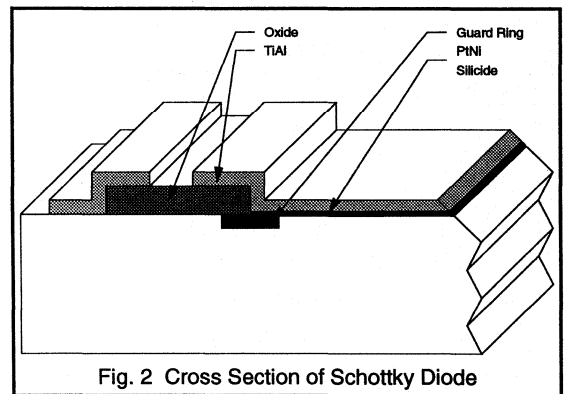 Oxide
TiAl
Guard Ring
PtNi
Silicide
Fig. 2 Cross Section of Schottky Diode